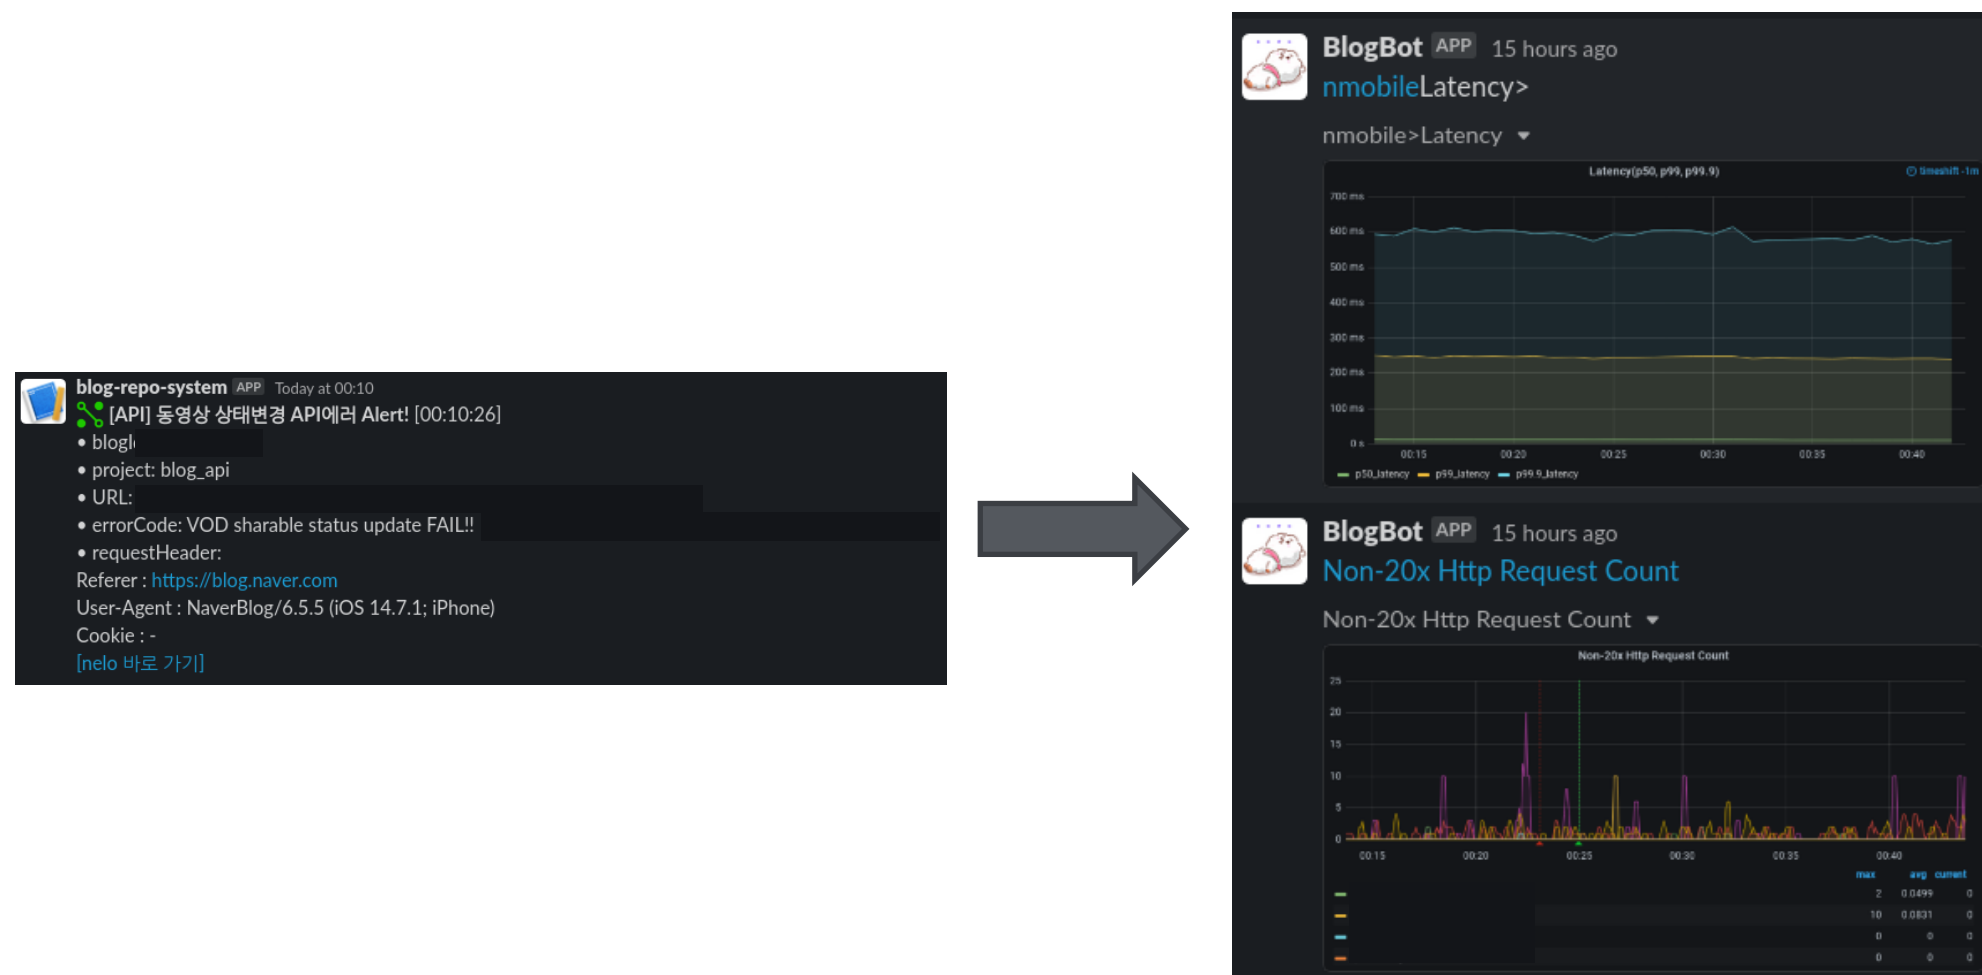 blog-repo-system APP Today at 00:10
[API] 동영상 상태변경 API에러 Alert! [00:10:26]
• blogI
• project: blog_api
• URL:
• errorCode: VOD sharable status update FAIL!!
• requestHeader:
Referer : https://blog.naver.com
User-Agent : NaverBlog/6.5.5 (iOS 14.7.1; iPhone)
Cookie : -
[nelo 바로 가기]
BlogBot APP 15 hours ago
nmobileLatency>
nmobile>Latency
Latency(p50, p99, p99.9)
timeshift -1m
700 ms
600 ms
500 ms
400 ms
300 ms
200 ms
100 ms
0 s
00:15 00:20 00:25 00:30 00:35 00:40
p50_latency p99_latency p99.9_latency
BlogBot APP 15 hours ago
Non-20x Http Request Count
Non-20x Http Request Count
Non-20x Http Request Count
25
20
15
10
5
0
00:15 00:20 00:25 00:30 00:35 00:40
max avg current
2 0.0499 0
10 0.0831 0
0 0 0
0 0 0